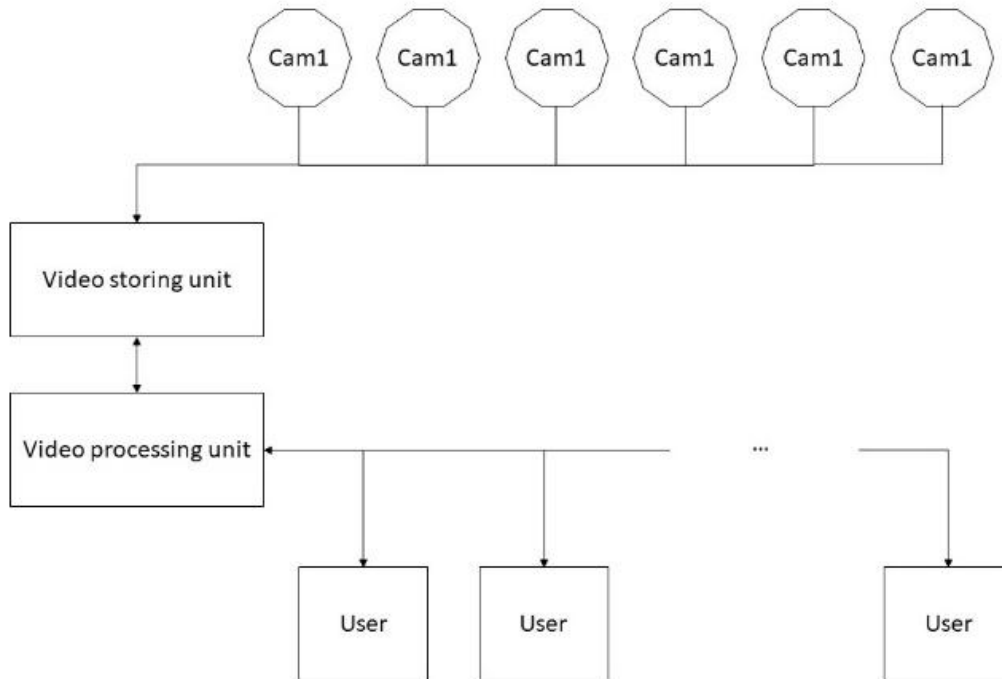 Cam1
Cam1
Cam1
Cam1
Cam1
Cam1
Video storing unit
Video processing unit
...
User
User
User